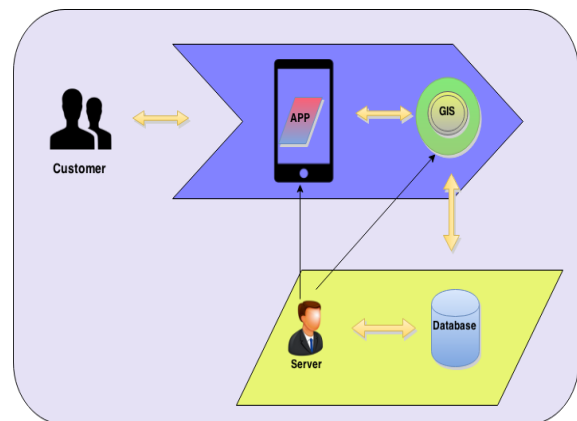 APP
GIS
Customer
Database
Server